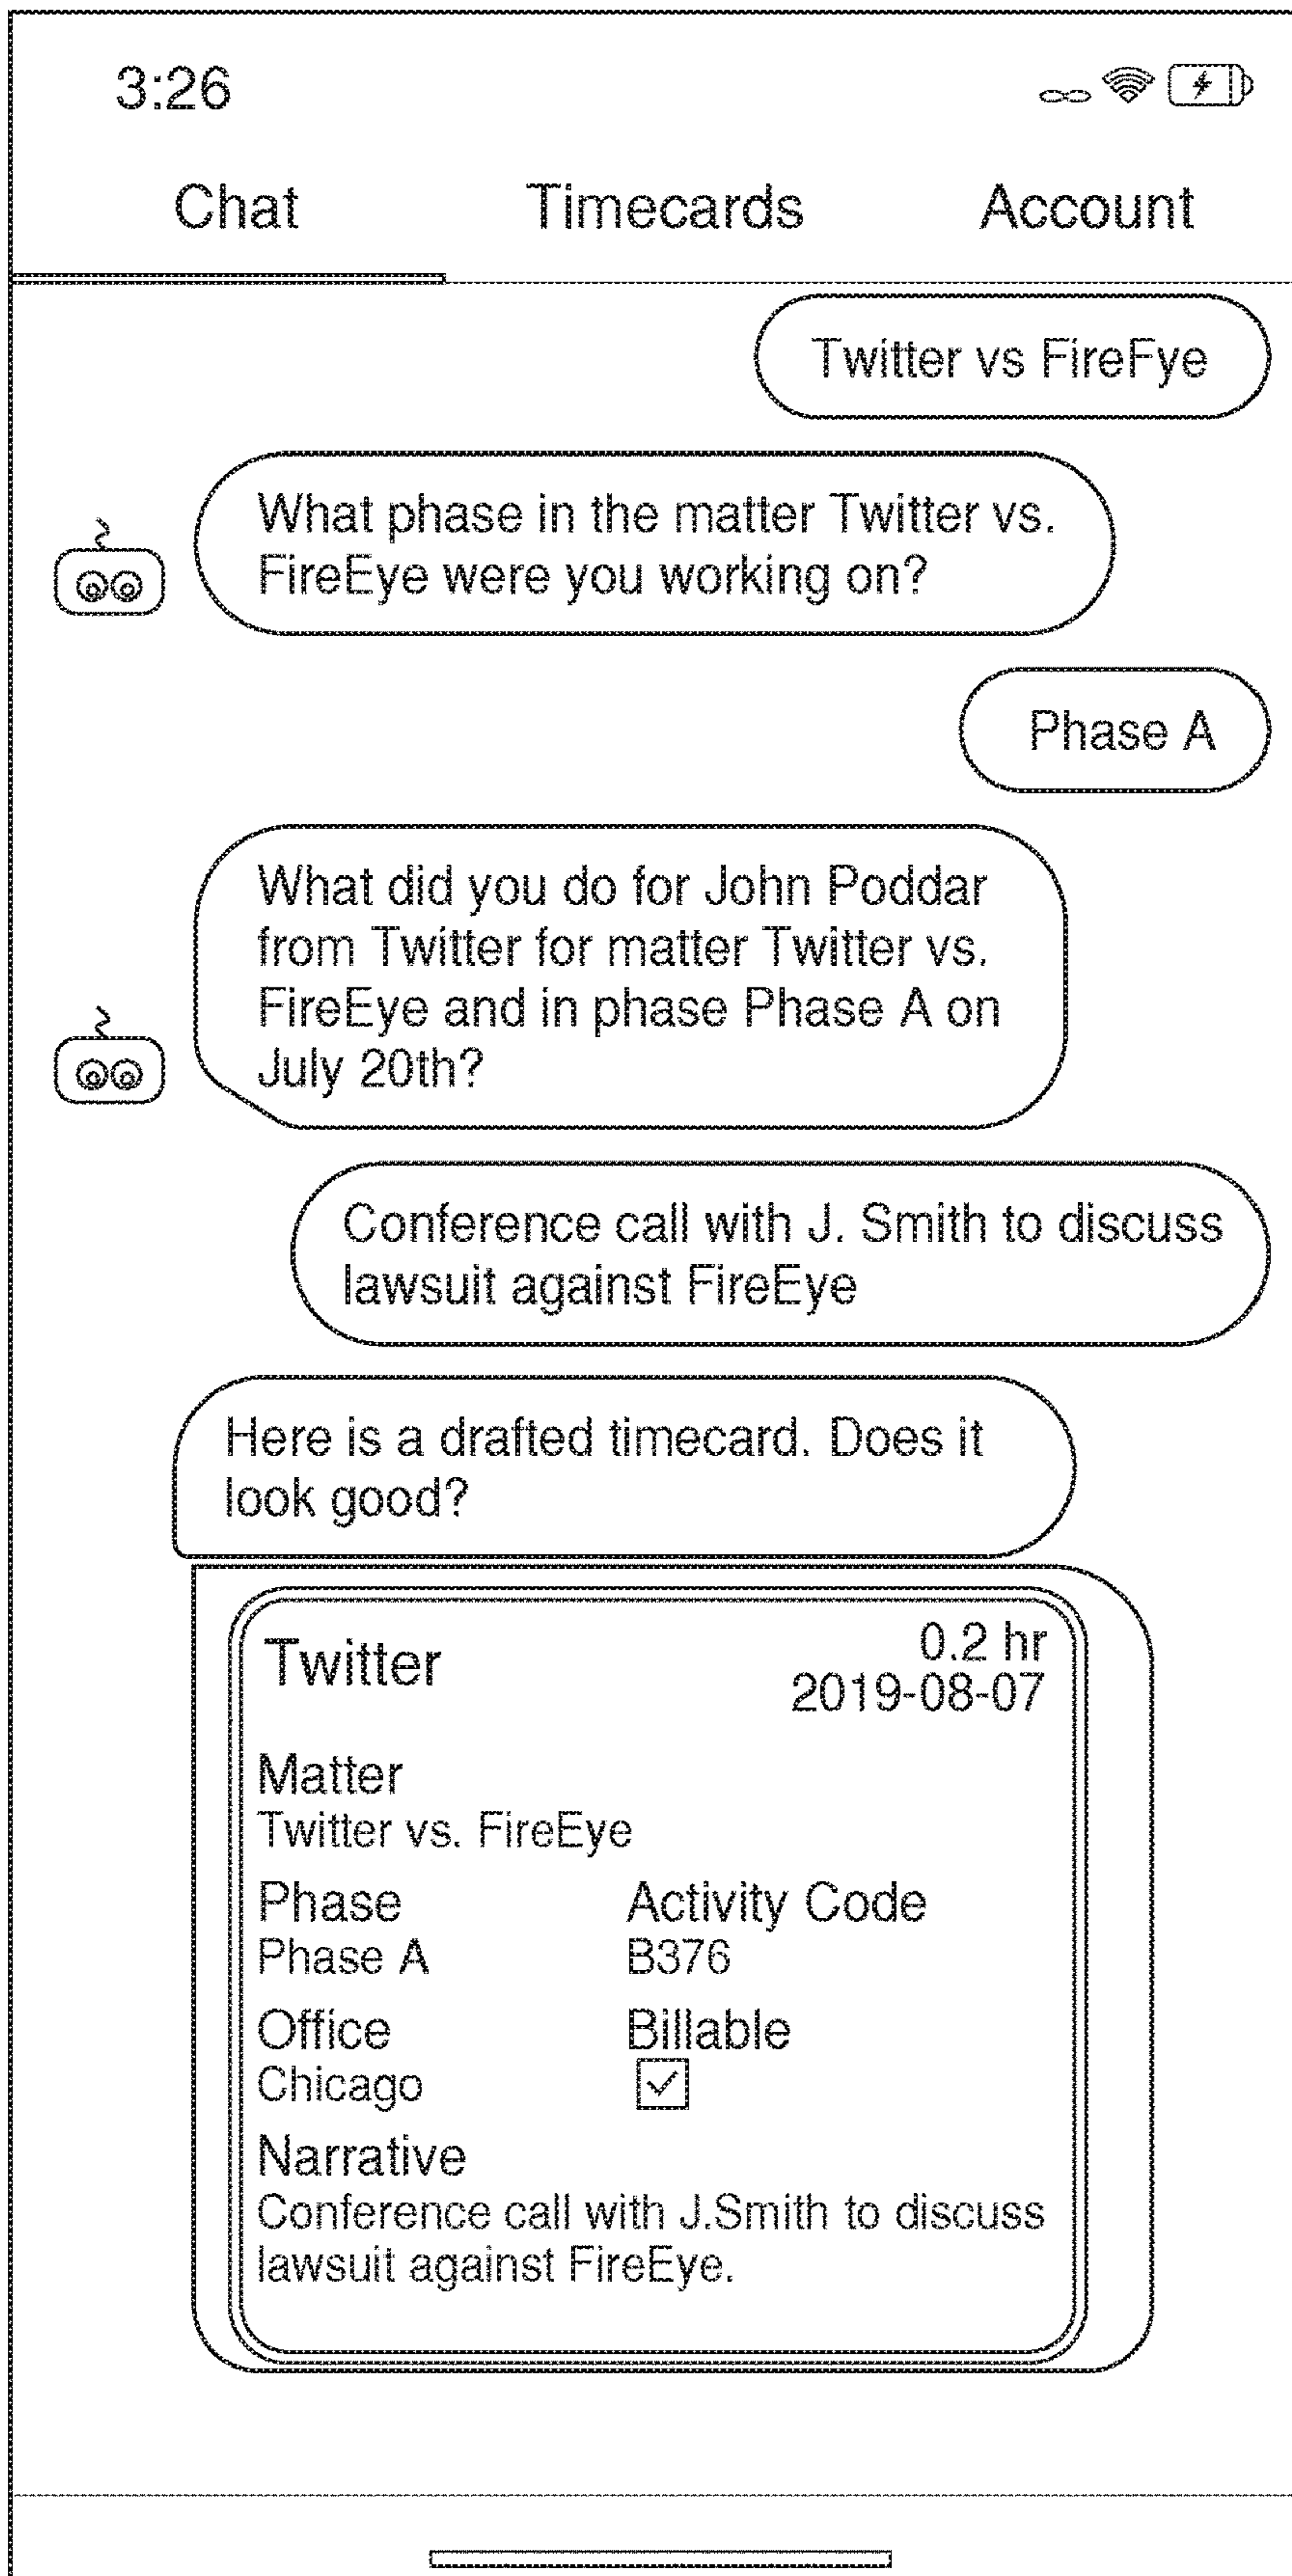 3:26
Chat Timecards Account
Twitter vs FireFye
What phase in the matter Twitter vs.
FireEye were you working on?
Phase A
What did you do for John Poddar
from Twitter for matter Twitter vs.
FireEye and in phase Phase A on
July 20th?
Conference call with J. Smith to discuss
lawsuit against FireEye
Here is a drafted timecard. Does it
look good?
Twitter 0.2 hr
2019-08-07
Matter
Twitter vs. FireEye
Phase Activity Code
Phase A B376
Office Billable
Chicago
Narrative
Conference call with J.Smith to discuss
lawsuit against FireEye.